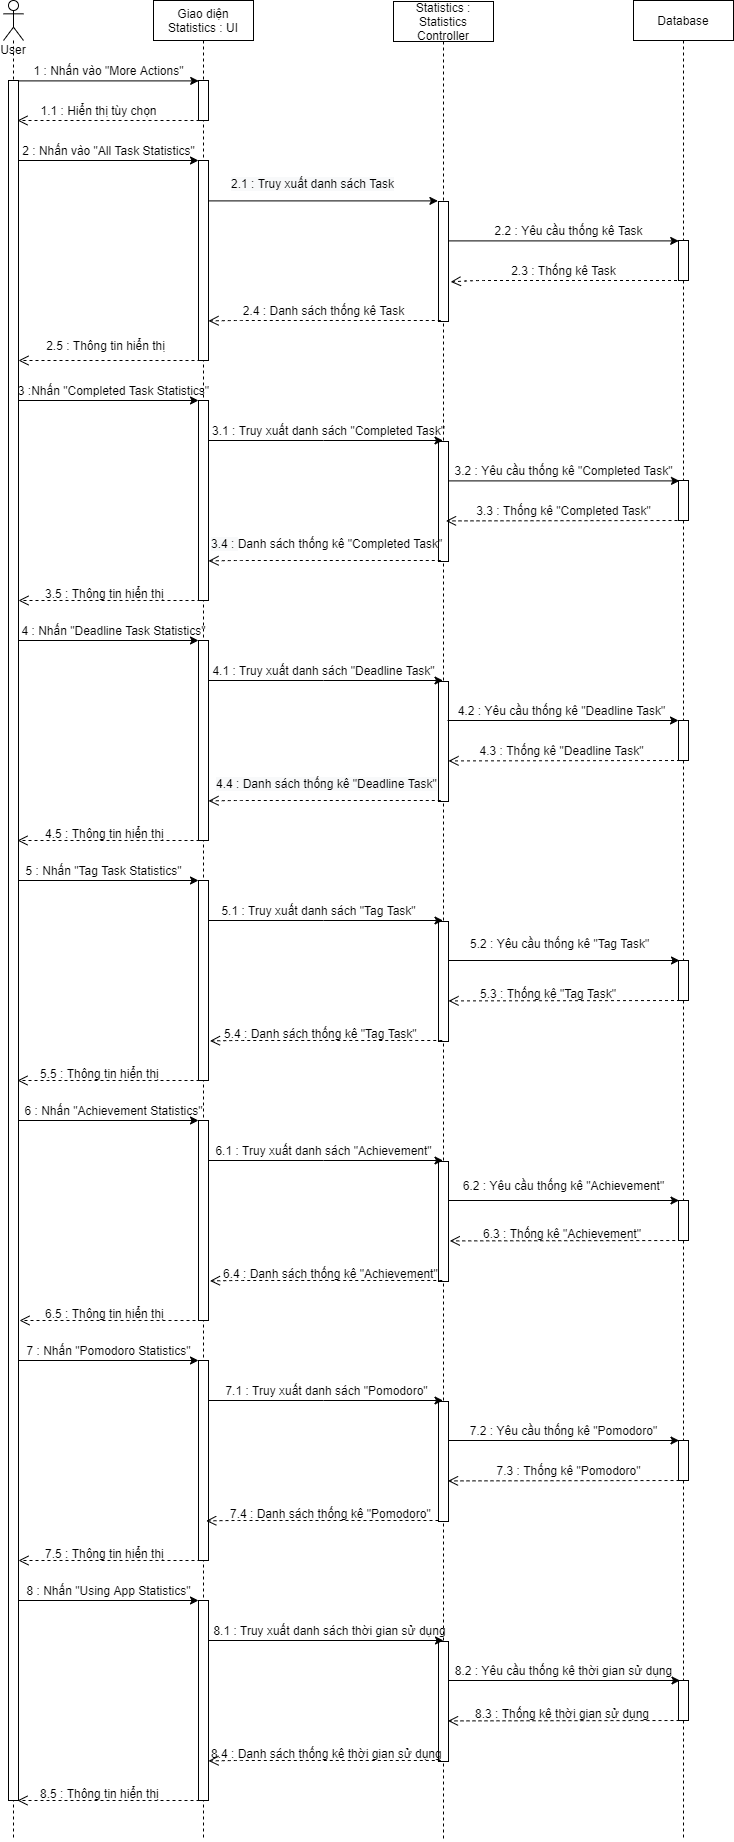 Giao diện
Statistics : UI
Statistics :
Statistics
Controller
Database
User
1 : Nhấn vào "More Actions"
1.1 : Hiển thị tùy chọn
2 : Nhấn vào "All Task Statistics"
2.1 : Truy xuất danh sách Task
2.2 : Yêu cầu thống kê Task
2.3 : Thống kê Task
2.4 : Danh sách thống kê Task
2.5 : Thông tin hiển thị
3 :Nhấn "Completed Task Statistics"
3.1 : Truy xuất danh sách "Completed Task"
3.2 : Yêu cầu thống kê "Completed Task"
3.3 : Thống kê "Completed Task"
3.4 : Danh sách thống kê "Completed Task"
3.5 : Thông tin hiển thị
4 : Nhấn "Deadline Task Statistics"
4.1 : Truy xuất danh sách "Deadline Task"
4.2 : Yêu cầu thống kê "Deadline Task"
4.3 : Thống kê "Deadline Task"
4.4 : Danh sách thống kê "Deadline Task"
4.5 : Thông tin hiển thị
5 : Nhấn "Tag Task Statistics"
5.1 : Truy xuất danh sách "Tag Task"
5.2 : Yêu cầu thống kê "Tag Task"
5.3 : Thống kê "Tag Task"
5.4 : Danh sách thống kê "Tag Task"
5.5 : Thông tin hiển thị
6 : Nhấn "Achievement Statistics"
6.1 : Truy xuất danh sách "Achievement"
6.2 : Yêu cầu thống kê "Achievement"
6.3 : Thống kê "Achievement"
6.4 : Danh sách thống kê "Achievement"
6.5 : Thông tin hiển thị
7 : Nhấn "Pomodoro Statistics"
7.1 : Truy xuất danh sách "Pomodoro"
7.2 : Yêu cầu thống kê "Pomodoro"
7.3 : Thống kê "Pomodoro"
7.4 : Danh sách thống kê "Pomodoro"
7.5 : Thông tin hiển thị
8 : Nhấn "Using App Statistics"
8.1 : Truy xuất danh sách thời gian sử dụng
8.2 : Yêu cầu thống kê thời gian sử dụng
8.3 : Thống kê thời gian sử dụng
8.4 : Danh sách thống kê thời gian sử dụng
8.5 : Thông tin hiển thị